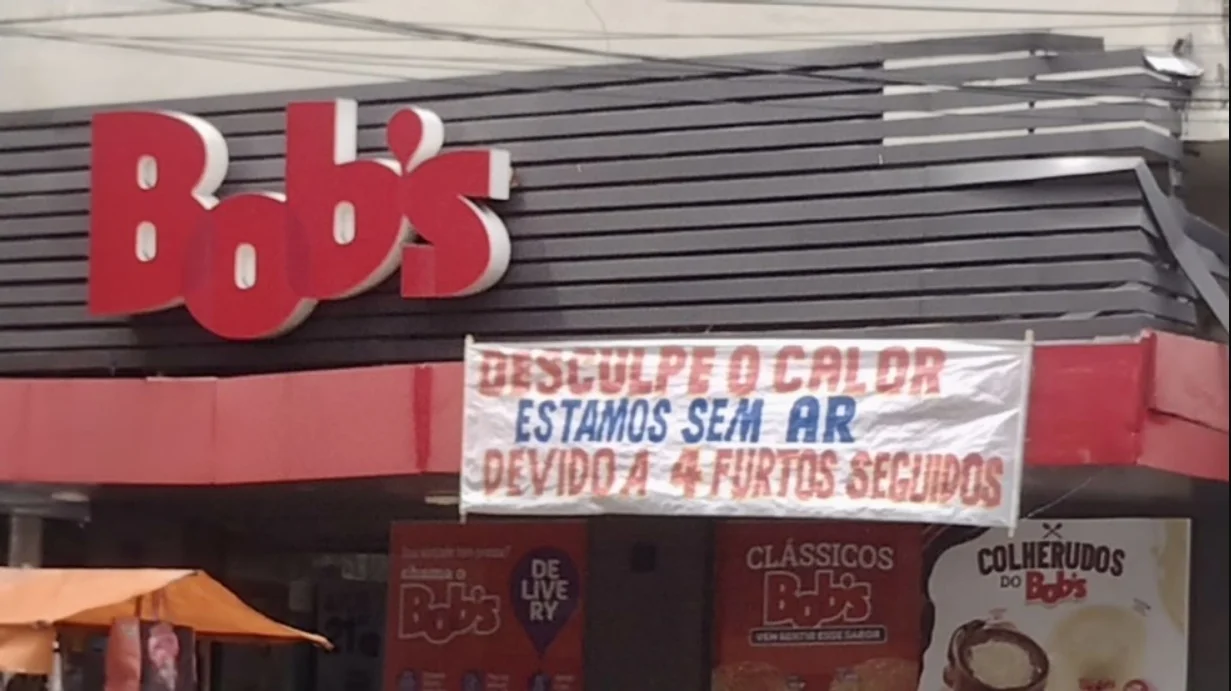 Bob's
DESCULPE O CALOR
ESTAMOS SEM AR
DEVIDO A 4 FURTOS SEGUIDOS
chama o
Bob's
DE
LIVE
RY
CLÁSSICOS
Bob's
VEM SENTIR ESSE SABOR
COLHERUDOS
DO Bob's